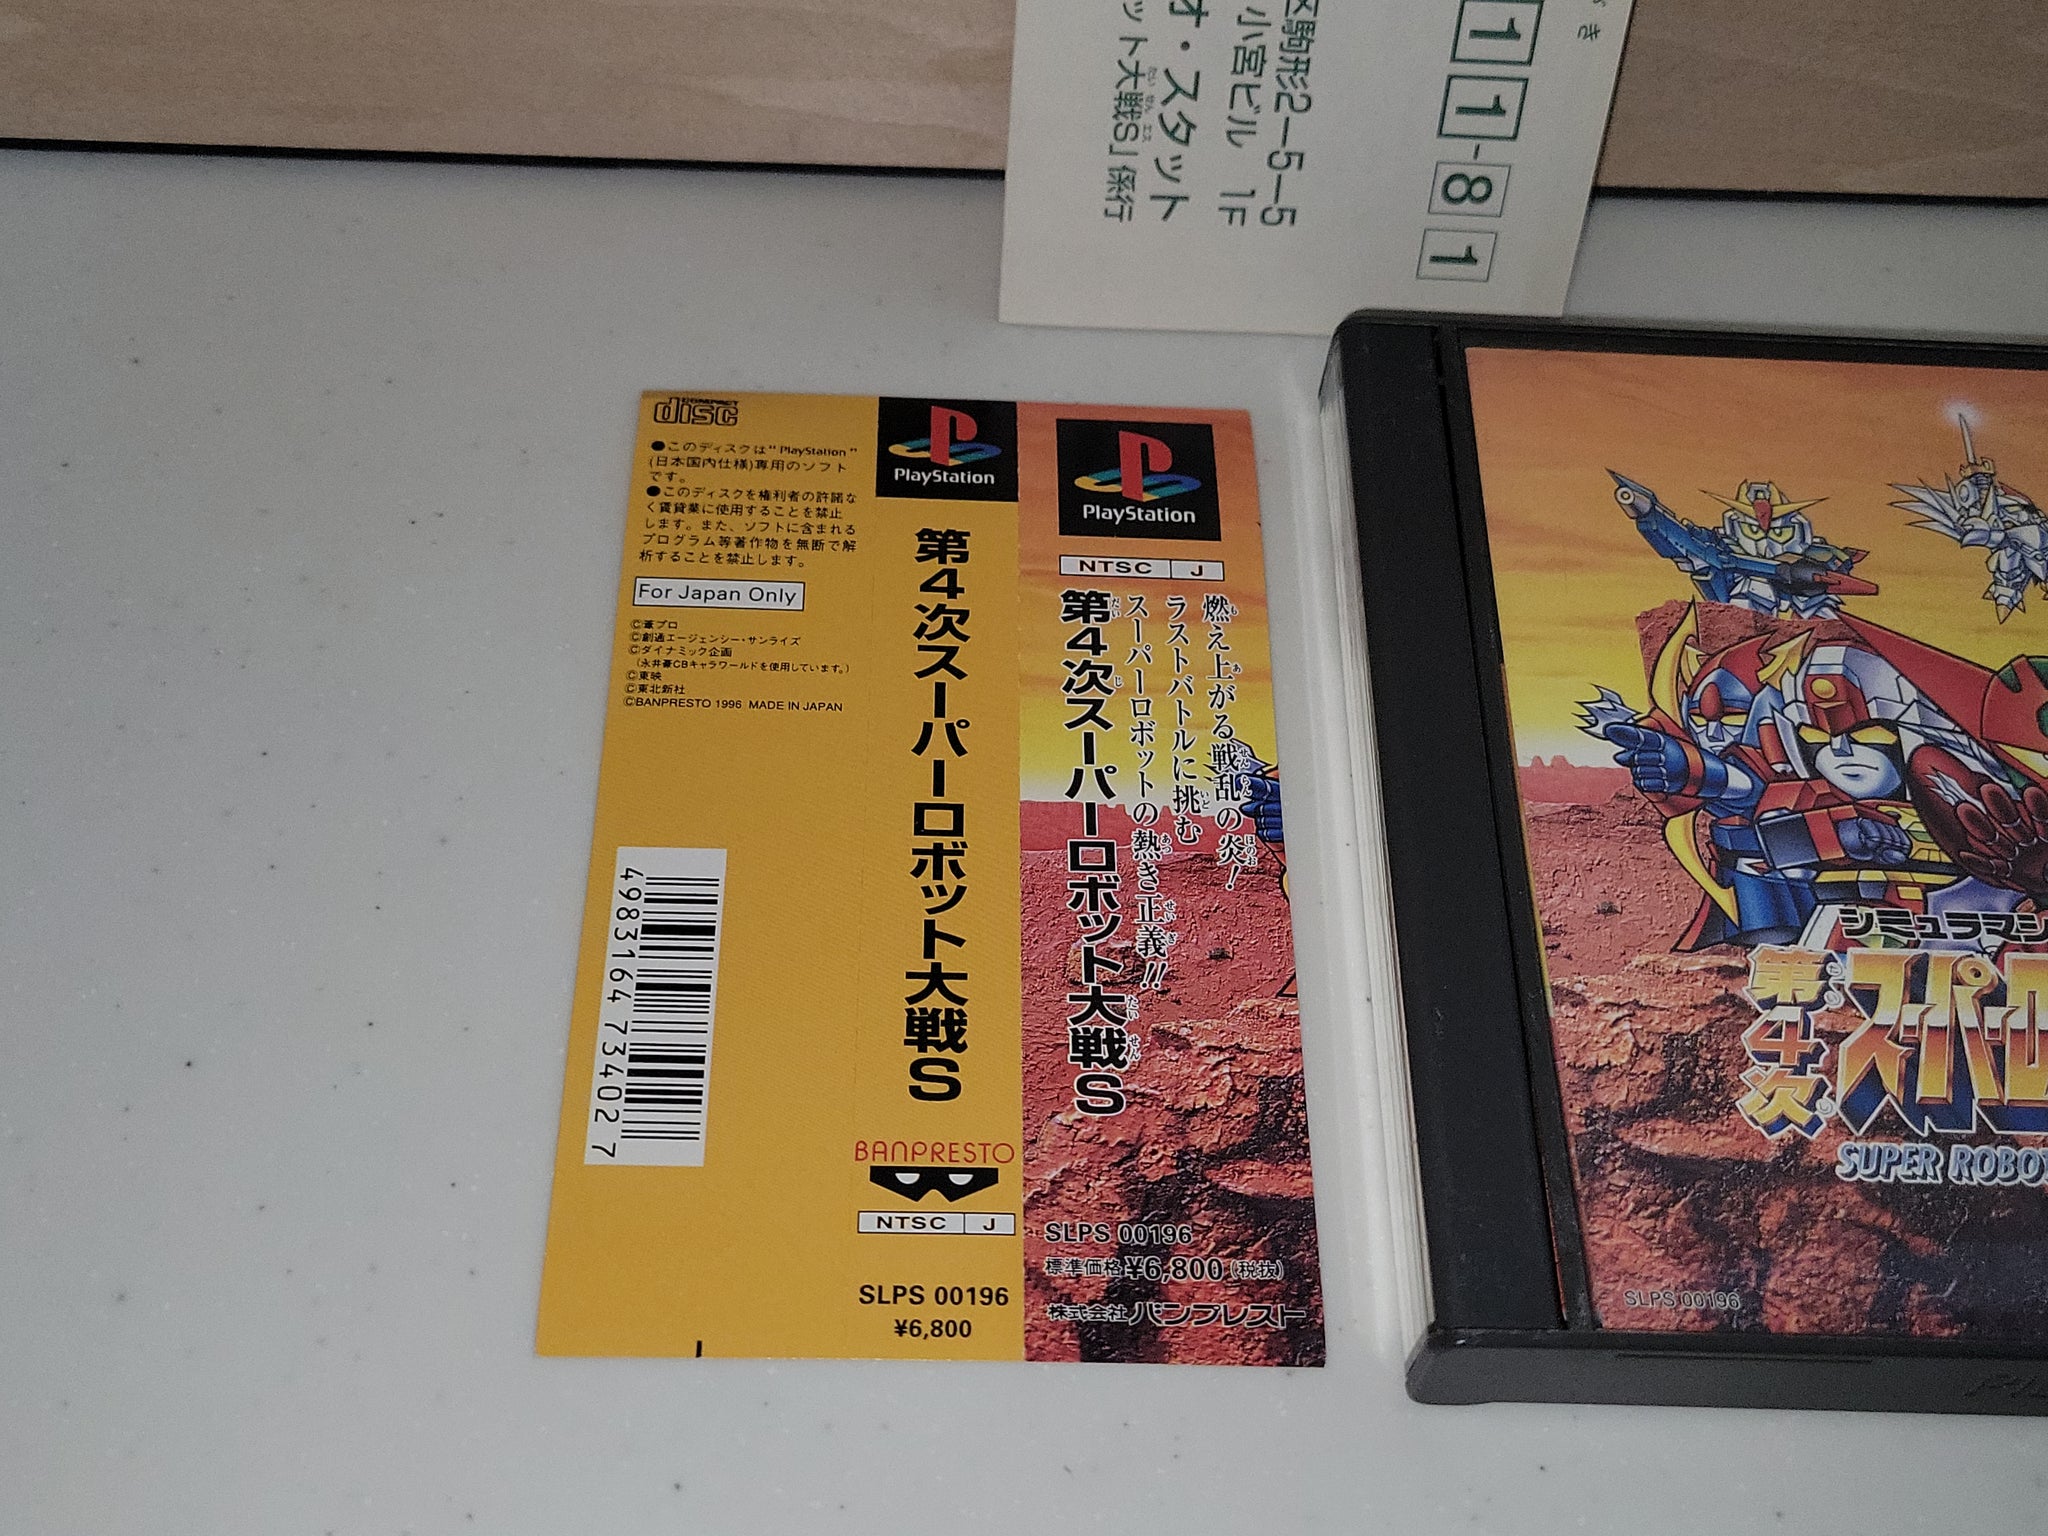 き
111-81
区駒形2-5-5
小宮ビル 1F
オ・スタット
ット大戦S」係行
COMPACT
disc
●このディスクは"PlayStation"
(日本国内仕様)専用のソフト
です。
●このディスクを権利者の許諾な
く賃貸業に使用することを禁止
します。また、ソフトに含まれる
プログラム等著作物を無断で解
析することを禁止します。
For Japan Only
©葦プロ
©創通エージェンシー・サンライズ
©ダイナミック企画
(永井豪CBキャラワールドを使用しています。)
©東映
©東北新社
©BANPRESTO 1996 MADE IN JAPAN
4983164734027
PlayStation
第4次スーパーロボット大戦S
BANPRESTO
NTSC J
SLPS 00196
¥6,800
PlayStation
NTSC J
燃え上がる戦乱の炎!
ラストバトルに挑む
スーパーロボットの熱き正義!!
第4次スーパーロボット大戦S
SLPS 00196
標準価格¥6,800(税抜)
株式会社バンプレスト
シミュラマシン
第4次
スーパーロ
SUPER ROBOT
SLPS 00196